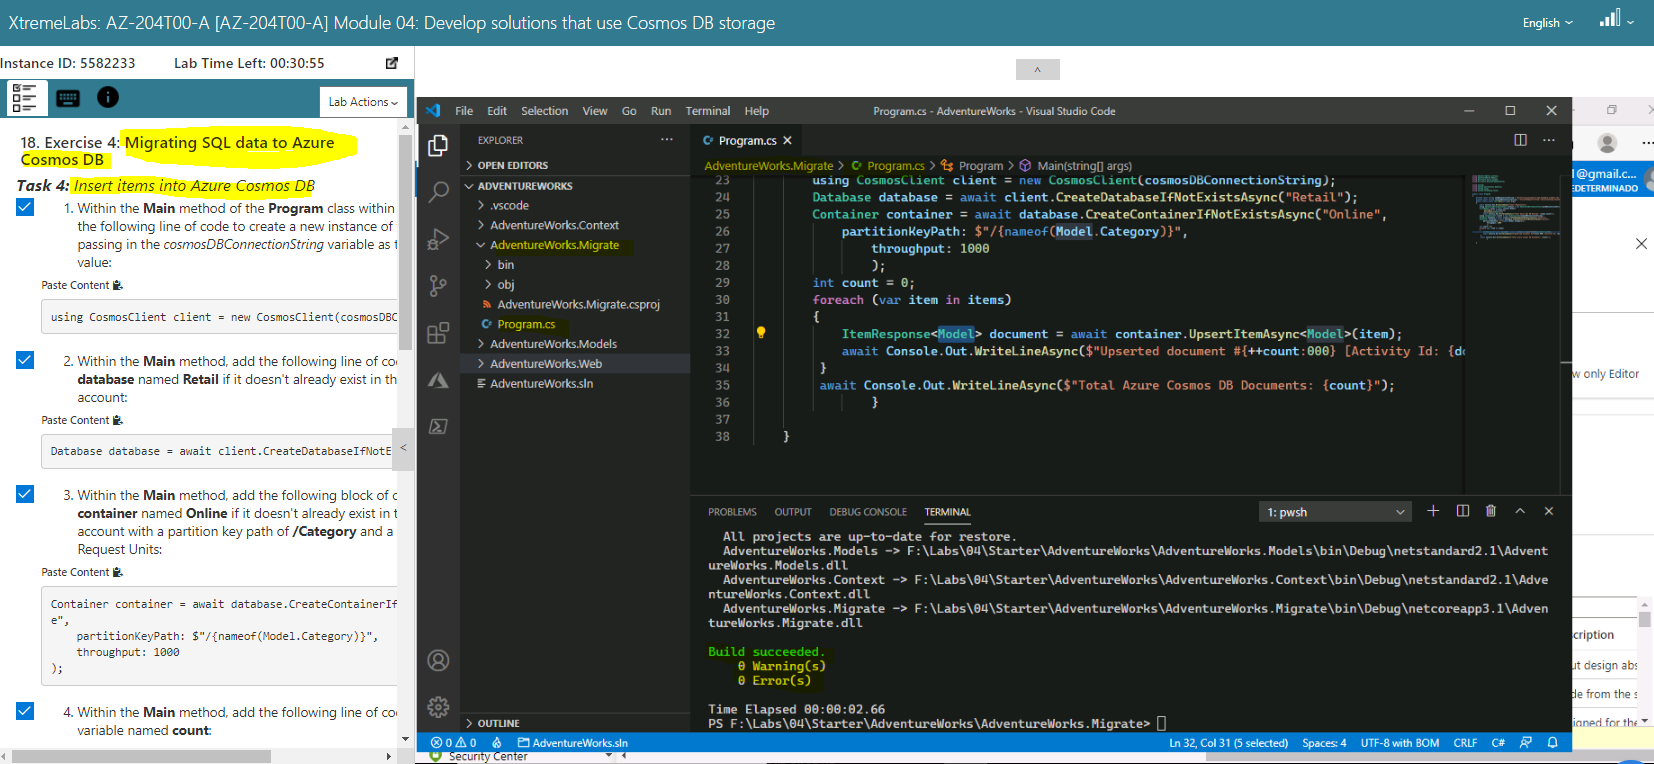 XtremeLabs: AZ-204T00-A [AZ-204T00-A] Module 04: Develop solutions that use Cosmos DB storage
English
Instance ID: 5582233
Lab Time Left: 00:30:55
Lab Actions
18. Exercise 4: Migrating SQL data to Azure
Cosmos DB
Task 4: Insert items into Azure Cosmos DB
1. Within the Main method of the Program class within
the following line of code to create a new instance of
passing in the cosmosDBConnectionString variable as t
value:
Paste Content
using CosmosClient client = new CosmosClient(cosmosDBC
2. Within the Main method, add the following line of co
database named Retail if it doesn't already exist in th
account:
Paste Content
Database database = await client.CreateDatabaseIfNotE
3. Within the Main method, add the following block of c
container named Online if it doesn't already exist in t
account with a partition key path of /Category and a
Request Units:
Paste Content
Container container = await database.CreateContainerIf
e",
partitionKeyPath: $"/{nameof(Model.Category)}",
throughput: 1000
);
4. Within the Main method, add the following line of co
variable named count:
<
^
File Edit Selection View Go Run Terminal Help
Program.cs - AdventureWorks - Visual Studio Code
EXPLORER
OPEN EDITORS
ADVENTUREWORKS
.vscode
AdventureWorks.Context
AdventureWorks.Migrate
bin
obj
AdventureWorks.Migrate.csproj
Program.cs
AdventureWorks.Models
AdventureWorks.Web
AdventureWorks.sln
OUTLINE
Program.cs
AdventureWorks.Migrate > Program.cs > Program > Main(string[] args)
23 using CosmosClient client = new CosmosClient(cosmosDBConnectionString);
24 Database database = await client.CreateDatabaseIfNotExistsAsync("Retail");
25 Container container = await database.CreateContainerIfNotExistsAsync("Online",
26 partitionKeyPath: $"/{nameof(Model.Category)}",
27 throughput: 1000
28 );
29 int count = 0;
30 foreach (var item in items)
31 {
32 ItemResponse<Model> document = await container.UpsertItemAsync<Model>(item);
33 await Console.Out.WriteLineAsync($"Upserted document #{++count:000} [Activity Id: {do
34 }
35 await Console.Out.WriteLineAsync($"Total Azure Cosmos DB Documents: {count}");
36 }
37
38 }
PROBLEMS OUTPUT DEBUG CONSOLE TERMINAL
1: pwsh
All projects are up-to-date for restore.
AdventureWorks.Models -> F:\Labs\04\Starter\AdventureWorks\AdventureWorks.Models\bin\Debug\netstandard2.1\Advent
ureWorks.Models.dll
AdventureWorks.Context -> F:\Labs\04\Starter\AdventureWorks\AdventureWorks.Context\bin\Debug\netstandard2.1\Adve
ntureWorks.Context.dll
AdventureWorks.Migrate -> F:\Labs\04\Starter\AdventureWorks\AdventureWorks.Migrate\bin\Debug\netcoreapp3.1\Adven
tureWorks.Migrate.dll
Build succeeded.
0 Warning(s)
0 Error(s)
Time Elapsed 00:00:02.66
PS F:\Labs\04\Starter\AdventureWorks\AdventureWorks.Migrate>
0 0
AdventureWorks.sln
Ln 32, Col 31 (5 selected) Spaces: 4 UTF-8 with BOM CRLF C#
Security Center
l@gmail.c...
EDETERMINADO
w only Editor
cription
ut design abs
de from the s
igned for the